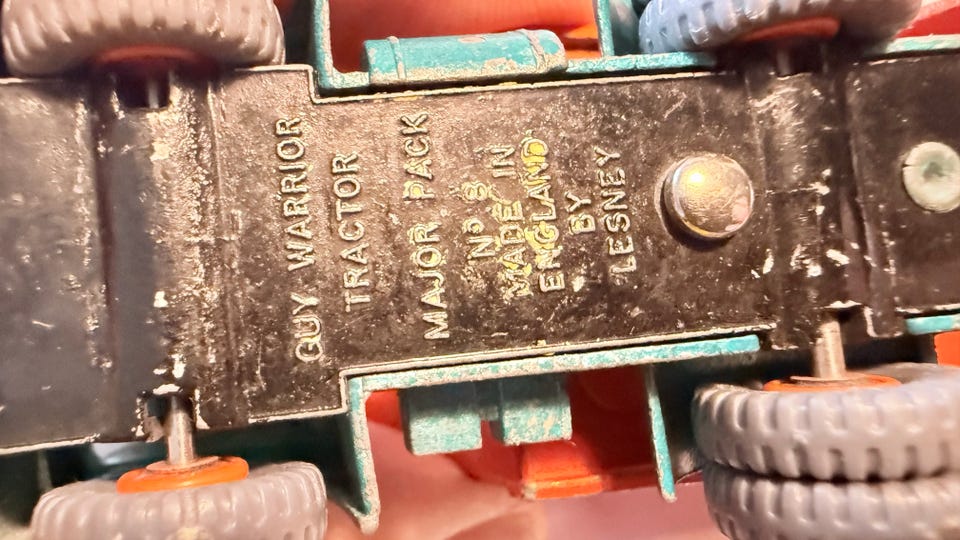 GUY WARRIOR
TRACTOR
MAJOR PACK
Nº 8
MADE IN
ENGLAND
BY
LESNEY